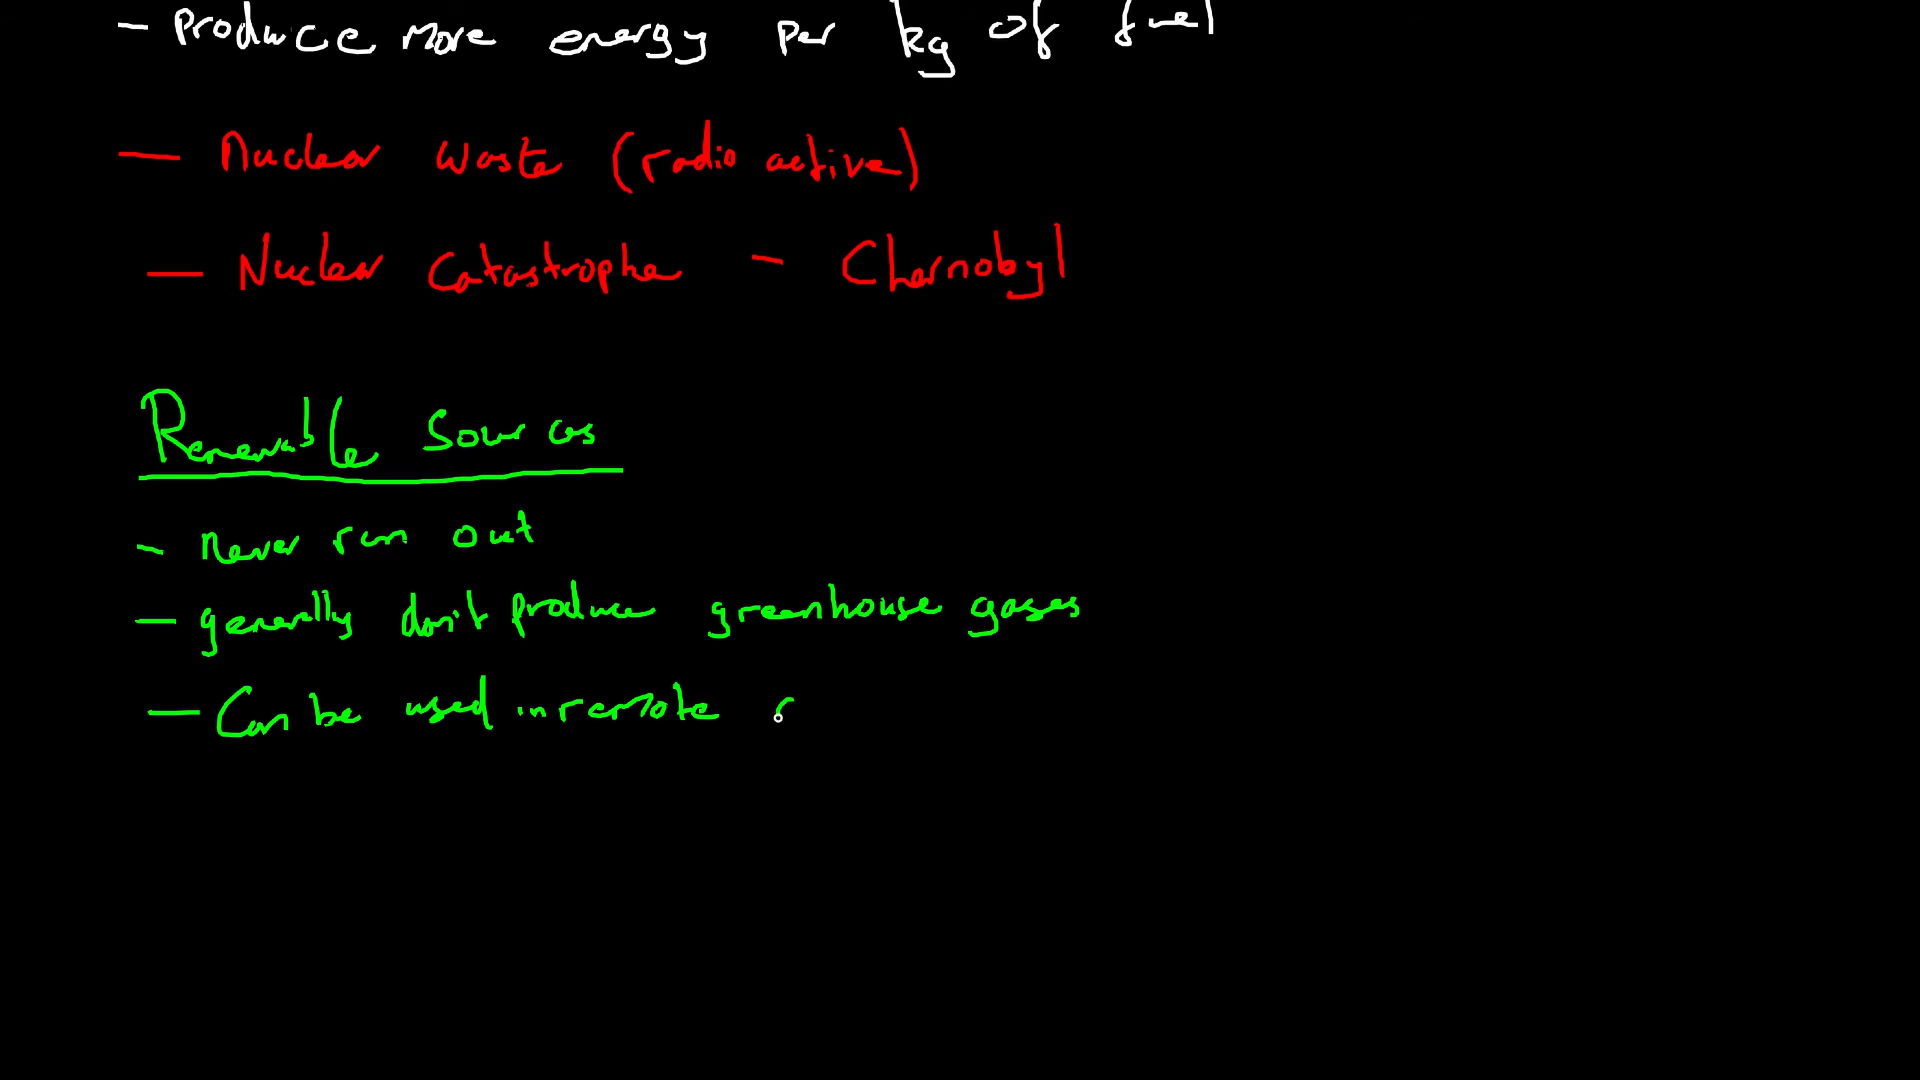 - Produce more energy per kg of fuel
- Nuclear waste (radio active)
- Nuclear Catastrophe - Chernobyl
Renewable Sources
- never run out
- generally don't produce greenhouse gases
- Can be used in remote